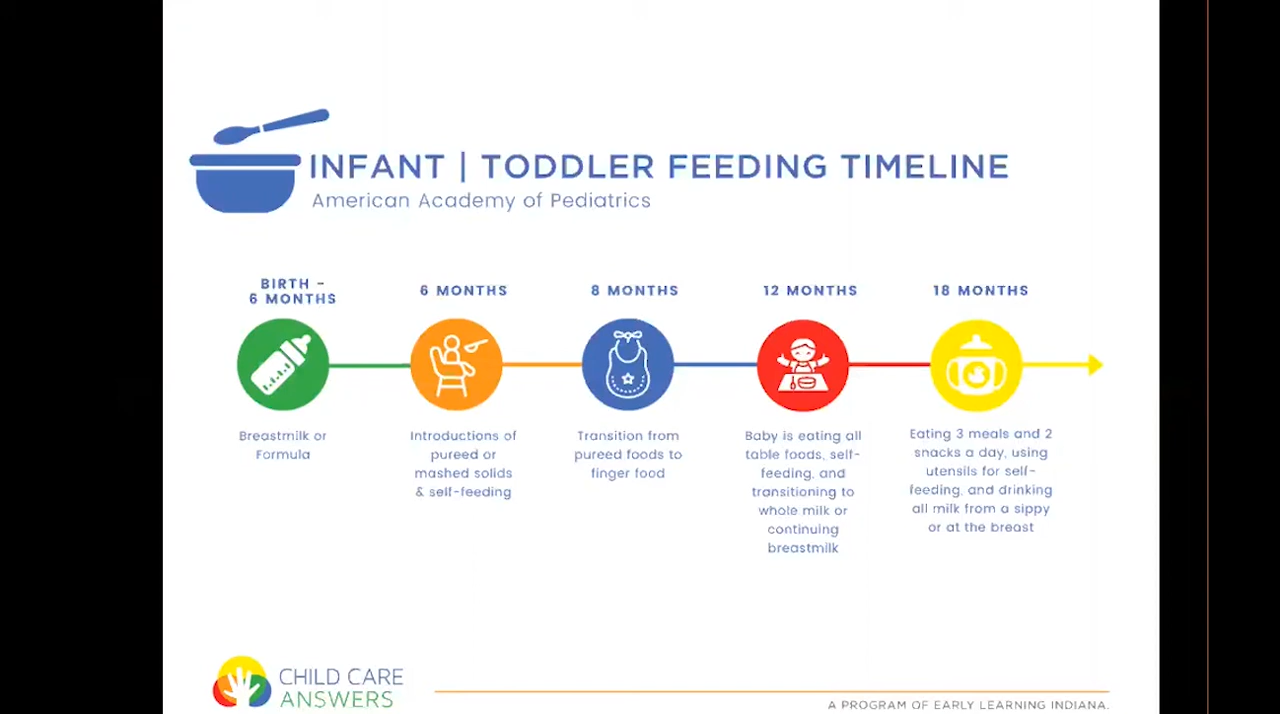 INFANT | TODDLER FEEDING TIMELINE
American Academy of Pediatrics
BIRTH -
6 MONTHS
Breastmilk or
Formula
6 MONTHS
Introductions of
pureed or
mashed solids
& self-feeding
8 MONTHS
Transition from
pureed foods to
finger food
12 MONTHS
Baby is eating all
table foods, self-
feeding, and
transitioning to
whole milk or
continuing
breastmilk
18 MONTHS
Eating 3 meals and 2
snacks a day, using
utensils for self-
feeding, and drinking
all milk from a sippy
or at the breast
CHILD CARE
ANSWERS
A PROGRAM OF EARLY LEARNING INDIANA.